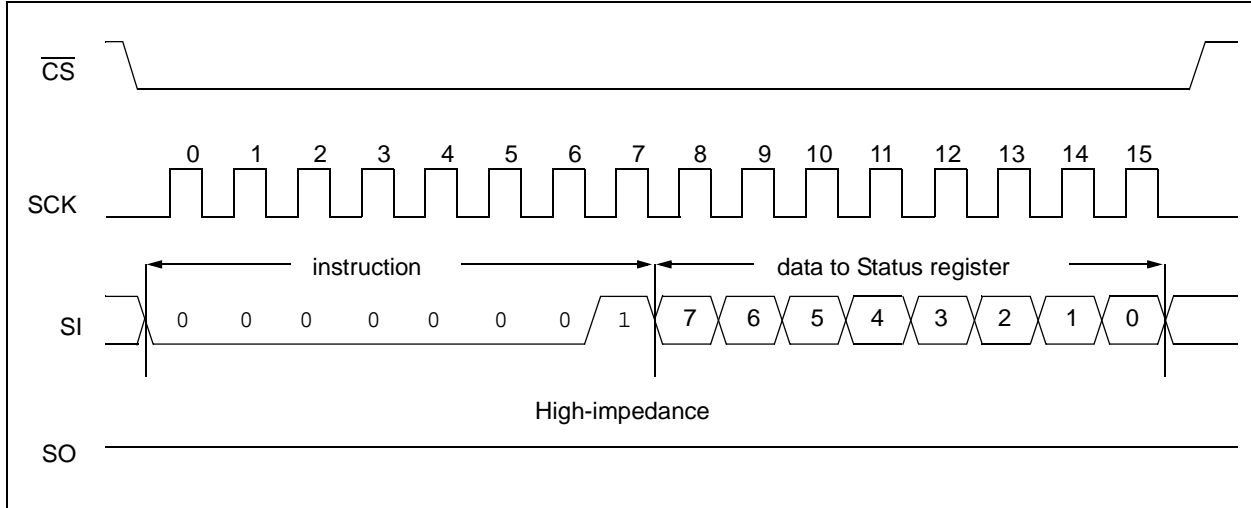 CS
0 1 2 3 4 5 6 7 8 9 10 11 12 13 14 15
SCK
instruction data to Status register
SI 0 0 0 0 0 0 0 1 7 6 5 4 3 2 1 0
High-impedance
SO